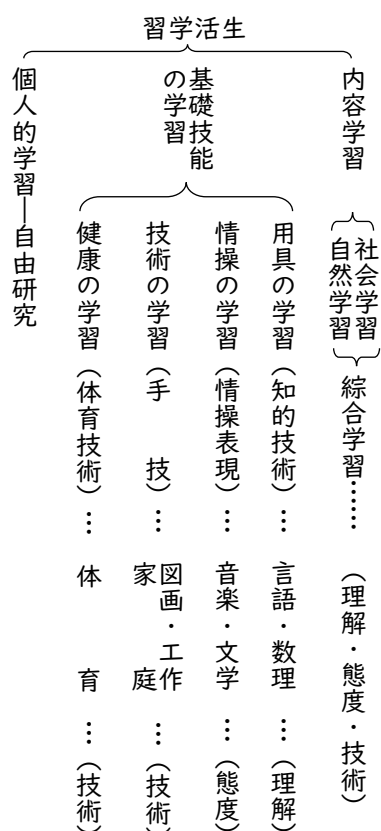 習学活生
内容学習
社会学習
自然学習
綜合学習……(理解・態度・技術)
基礎技能
の学習
用具の学習(知的技術)…言語・数理…(理解)
情操の学習(情操表現)…音楽・文学…(態度)
技術の学習(手技)…図画・工作
家庭…(技術)
健康の学習(体育技術)…体育…(技術)
個人的学習―自由研究